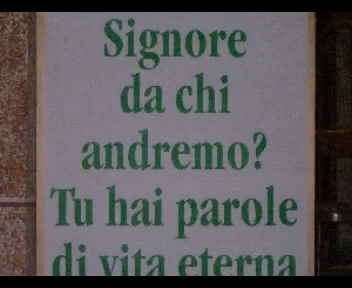 Signore
da chi
andremo?
Tu hai parole
di vita eterna